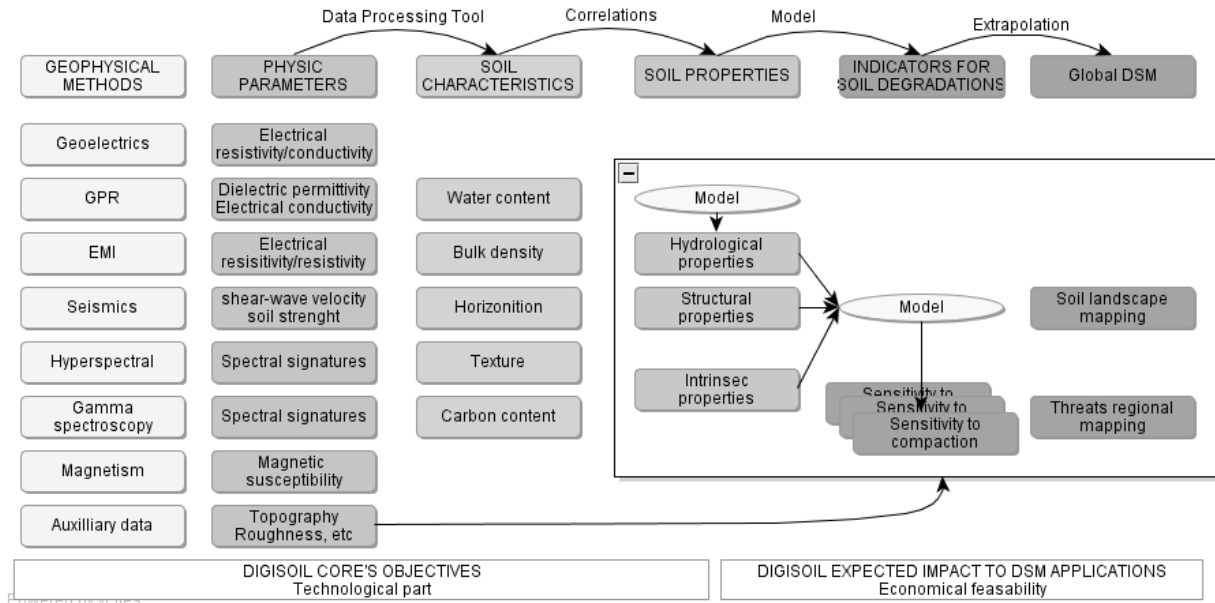 Data Processing Tool
Correlations
Model
Extrapolation
GEOPHYSICAL
METHODS
PHYSIC
PARAMETERS
SOIL
CHARACTERISTICS
SOIL PROPERTIES
INDICATORS FOR
SOIL DEGRADATIONS
Global DSM
Geoelectrics
Electrical
resistivity/conductivity
GPR
Dielectric permittivity
Electrical conductivity
Water content
EMI
Electrical
resisitivity/resistivity
Bulk density
Seismics
shear-wave velocity
soil strenght
Horizonition
Hyperspectral
Spectral signatures
Texture
Gamma
spectroscopy
Spectral signatures
Carbon content
Magnetism
Magnetic
susceptibility
Auxilliary data
Topography
Roughness, etc
Model
Hydrological
properties
Structural
properties
Intrinsec
properties
Model
Sensitivity to
Sensitivity to
Sensitivity to
compaction
Soil landscape
mapping
Threats regional
mapping
DIGISOIL CORE'S OBJECTIVES
Technological part
DIGISOIL EXPECTED IMPACT TO DSM APPLICATIONS
Economical feasability